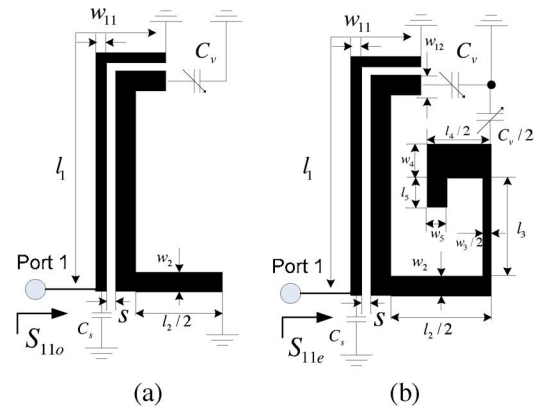 w11
Cv
l1
w2
Port 1
S
Cs
l2/2
S11o
(a)
w11
w12
Cv
l4/2
Cv/2
l1
w4
l5
w5
w3/2
l3
w2
Port 1
S
Cs
l2/2
S11e
(b)